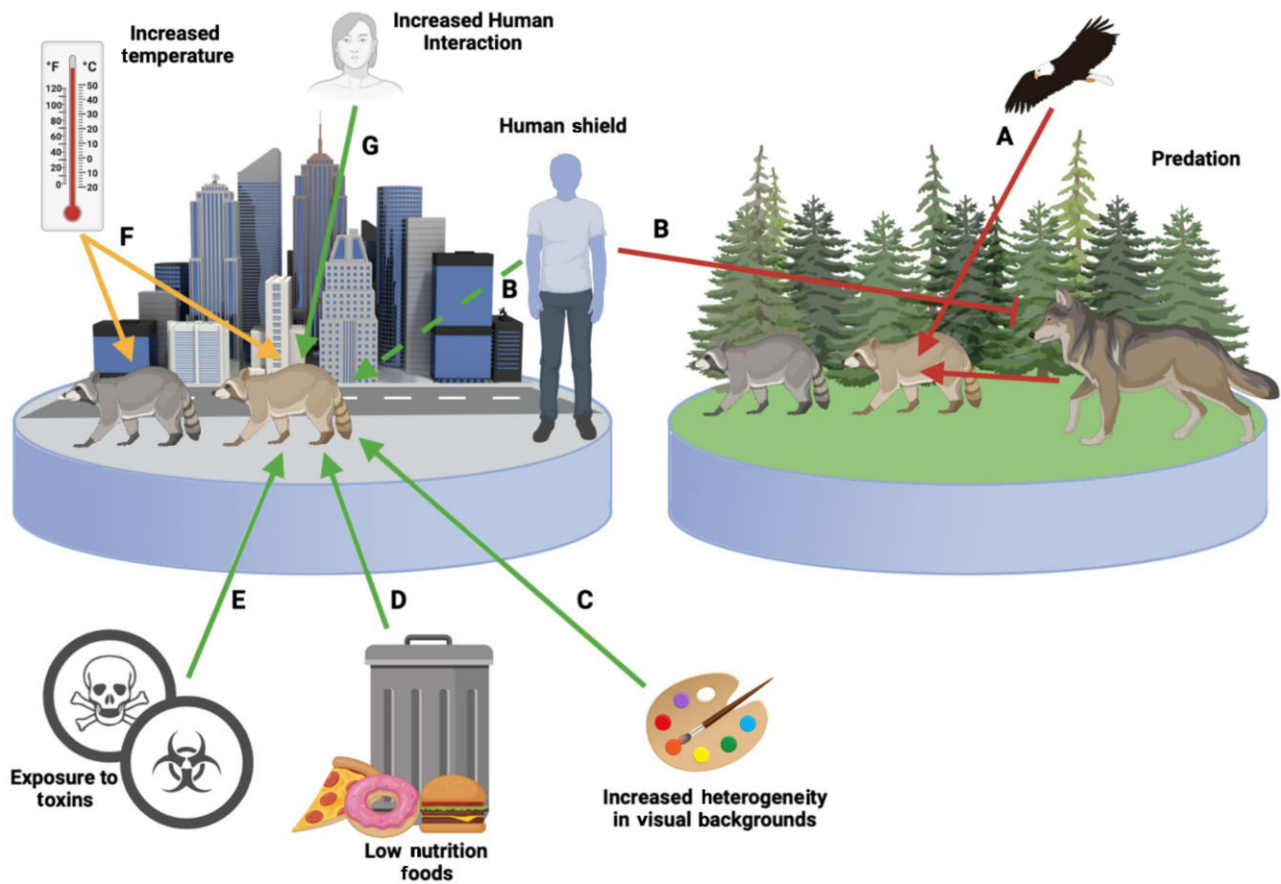 Increased
temperature
°F
°C
120
100
80
60
40
20
0
50
40
30
20
10
0
10
20
Increased Human
Interaction
Human shield
Predation
A
B
B
G
F
E
D
C
Exposure to
toxins
Low nutrition
foods
Increased heterogeneity
in visual backgrounds